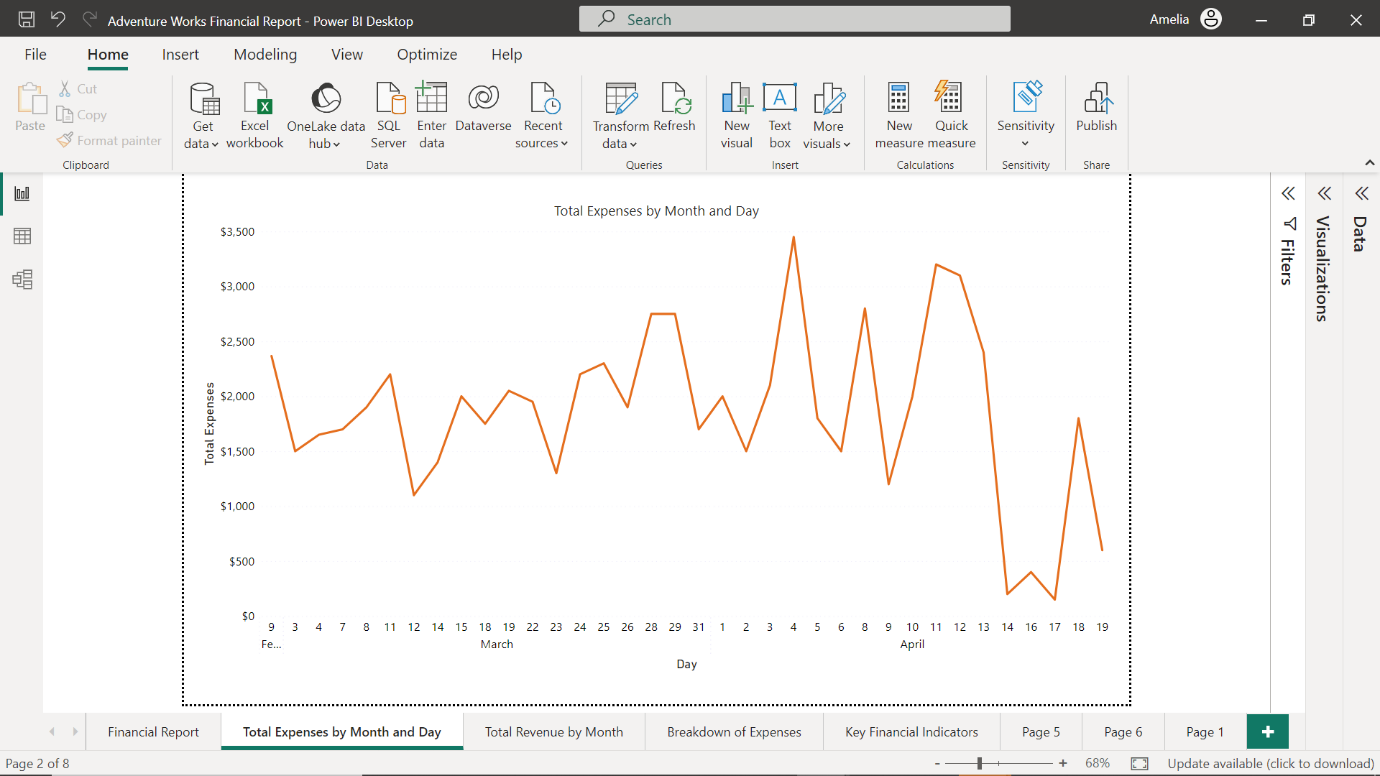 Adventure Works Financial Report - Power BI Desktop
Search
Amelia
File Home Insert Modeling View Optimize Help
Paste
Cut
Copy
Format painter
Clipboard
Get data
Excel workbook
OneLake data hub
SQL Server
Enter data
Dataverse
Recent sources
Data
Transform data
Refresh
Queries
New visual
A
Text box
More visuals
Insert
New measure
Quick measure
Calculations
Sensitivity
Sensitivity
Publish
Share
Total Expenses by Month and Day
$3,500
$3,000
$2,500
$2,000
$1,500
$1,000
$500
$0
Total Expenses
9 3 4 7 8 11 12 14 15 18 19 22 23 24 25 26 28 29 31 1 2 3 4 5 6 8 9 10 11 12 13 14 16 17 18 19
Fe... March April
Day
Filters
Visualizations
Data
Financial Report
Total Expenses by Month and Day
Total Revenue by Month
Breakdown of Expenses
Key Financial Indicators
Page 5
Page 6
Page 1
+
Page 2 of 8
- + 68%
Update available (click to download)